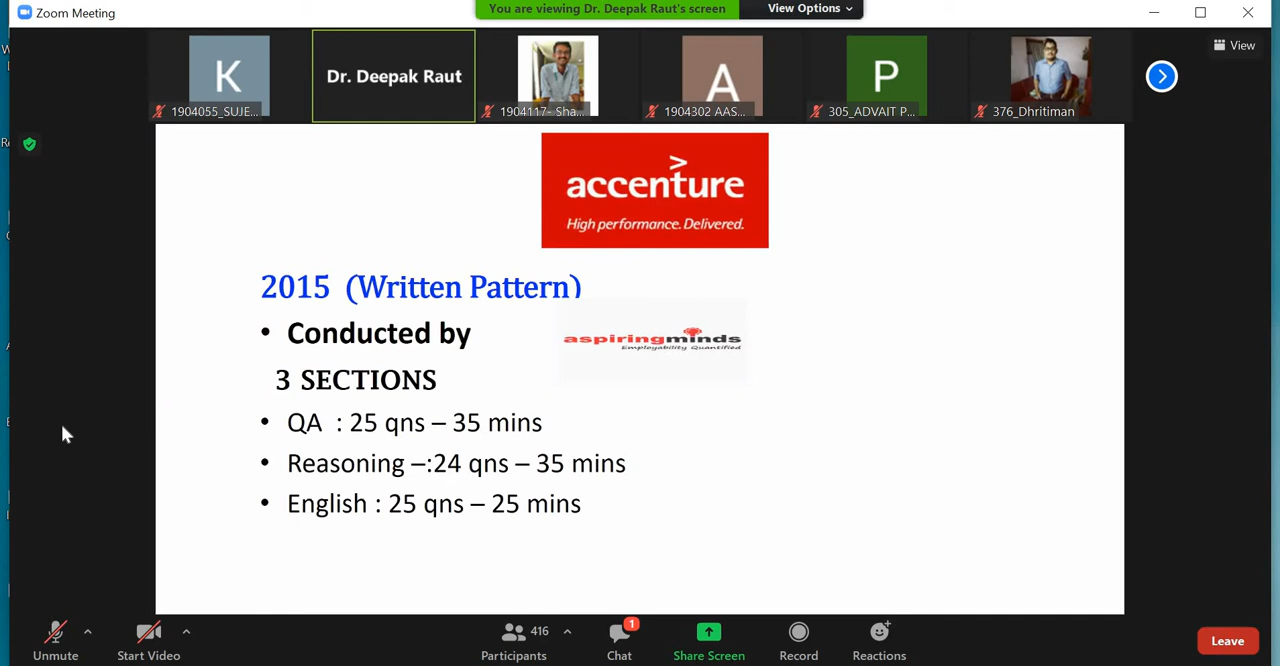 Zoom Meeting
You are viewing Dr. Deepak Raut's screen
View Options
View
K
Dr. Deepak Raut
A
P
1904055_SUJE...
1904117- Sha...
1904302 AAS...
305_ADVAIT P...
376_Dhritiman
accenture
High performance. Delivered.
2015 (Written Pattern)
• Conducted by
aspiringminds
Employability Quantified
3 SECTIONS
• QA : 25 qns – 35 mins
• Reasoning –:24 qns – 35 mins
• English : 25 qns – 25 mins
416
1
Unmute
Start Video
Participants
Chat
Share Screen
Record
Reactions
Leave